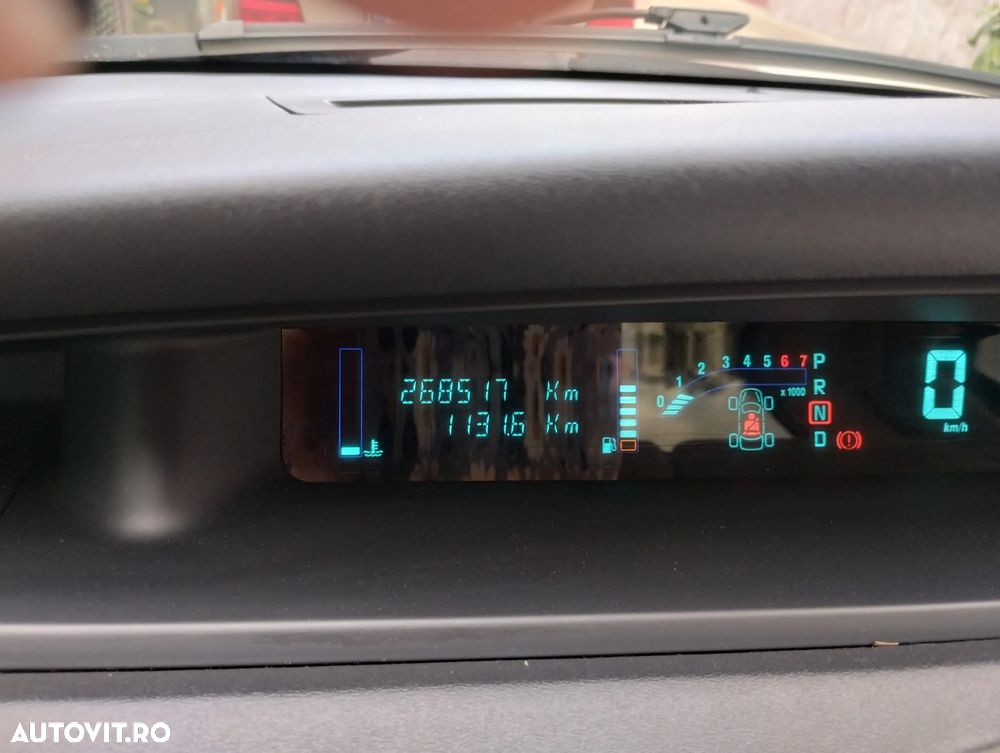 268517 Km
1131.6 Km
0 1 2 3 4 5 6 7
x 1000
P
R
N
D
0
km/h
AUTOVIT.RO